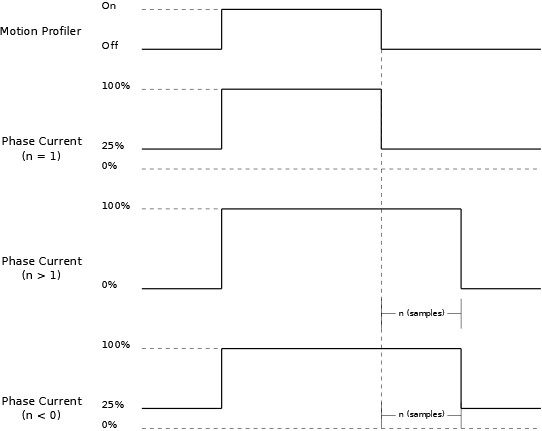 On
Motion Profiler
Off
100%
Phase Current
(n = 1)
25%
0%
100%
Phase Current
(n > 1)
0%
n (samples)
100%
Phase Current
(n < 0)
25%
n (samples)
0%